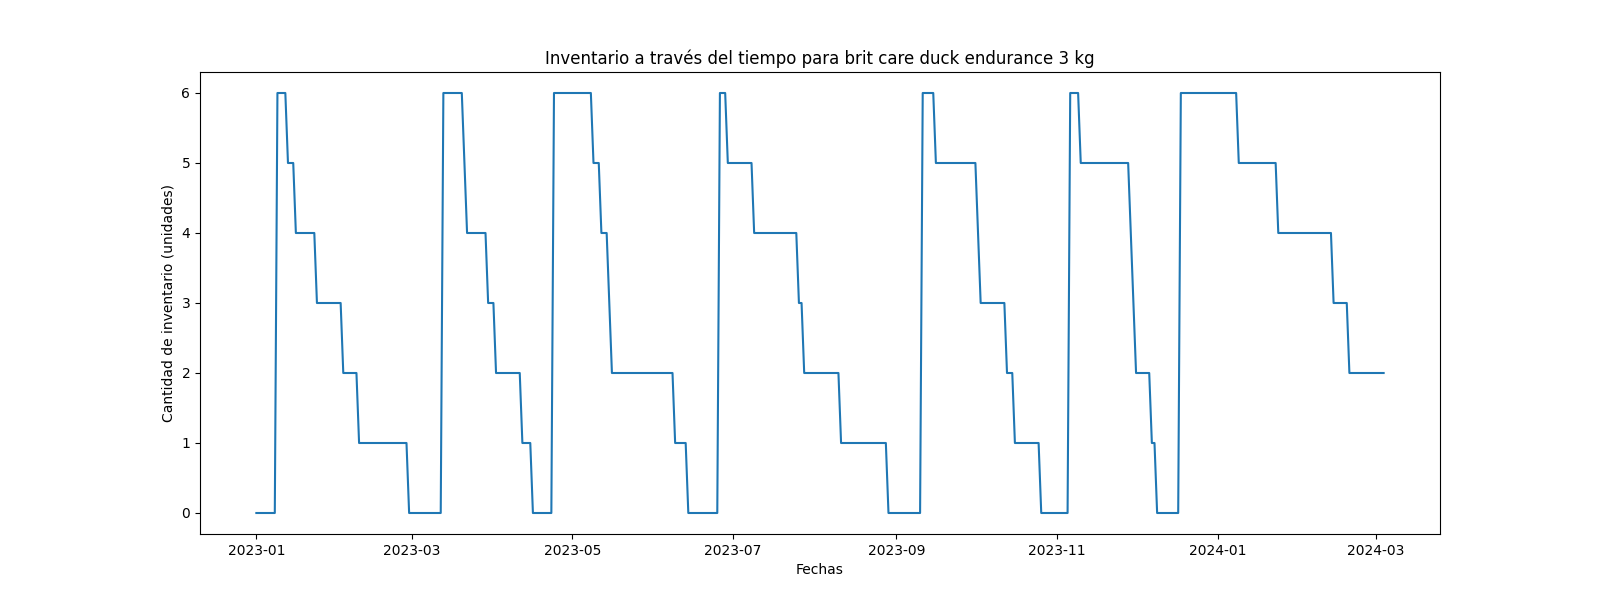 Inventario a través del tiempo para brit care duck endurance 3 kg
Cantidad de inventario (unidades)
6
5
4
3
2
1
0
2023-01 2023-03 2023-05 2023-07 2023-09 2023-11 2024-01 2024-03
Fechas